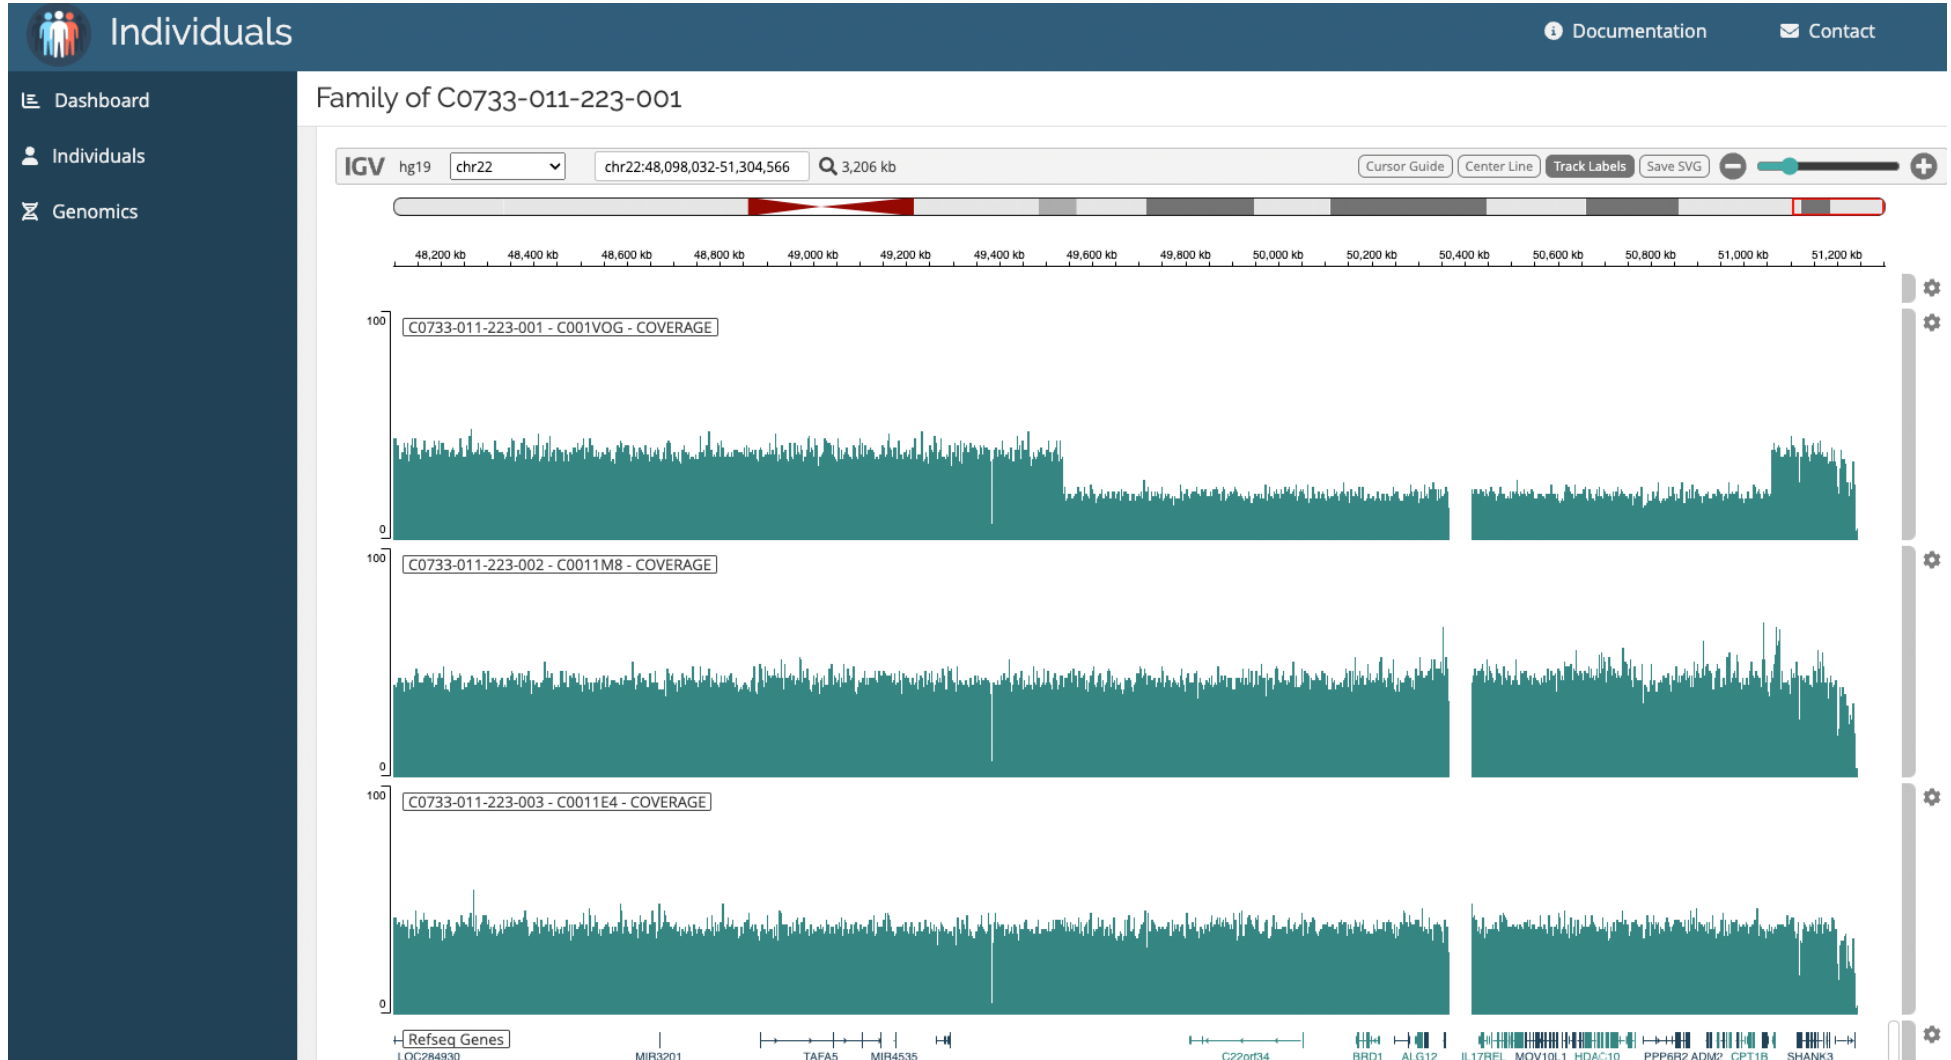 Individuals
Documentation
Contact
Dashboard
Individuals
Genomics
Family of C0733-011-223-001
IGV hg19 chr22 chr22:48,098,032-51,304,566 3,206 kb Cursor Guide Center Line Track Labels Save SVG
48,200 kb 48,400 kb 48,600 kb 48,800 kb 49,000 kb 49,200 kb 49,400 kb 49,600 kb 49,800 kb 50,000 kb 50,200 kb 50,400 kb 50,600 kb 50,800 kb 51,000 kb 51,200 kb
100
C0733-011-223-001 - C001VOG - COVERAGE
0
100
C0733-011-223-002 - C0011M8 - COVERAGE
0
100
C0733-011-223-003 - C0011E4 - COVERAGE
0
Refseq Genes
LOC284930 MIR3201 TAFA5 MIR4535 C22orf34 BRD1 ALG12 IL17REL MOV10L1 HDAC10 PPP6R2 ADM2 CPT1B SHANK3